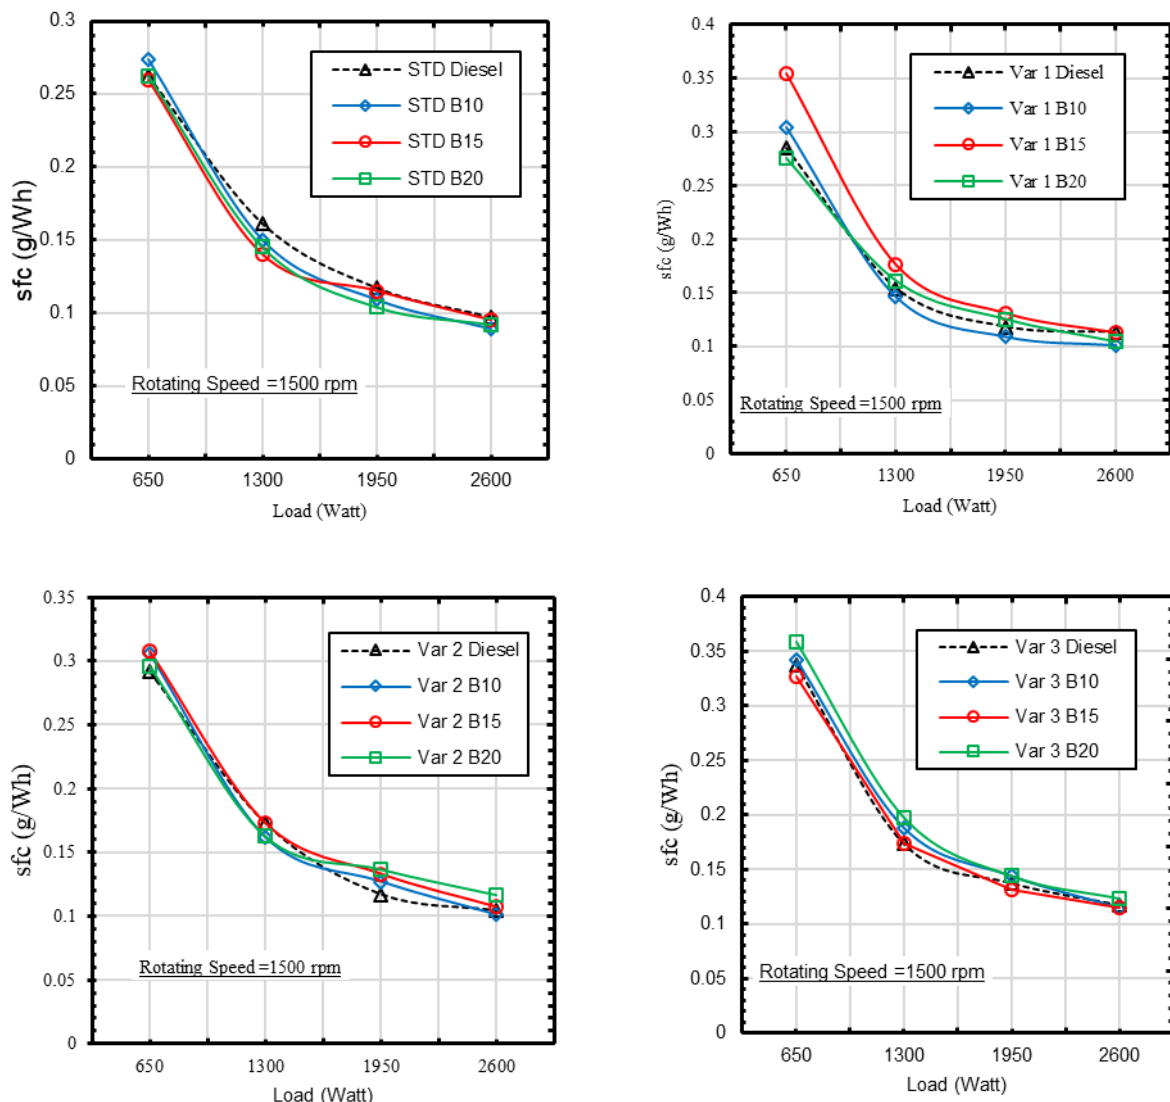 0.3
0.25
0.2
0.15
0.1
0.05
0
sfc (g/Wh)
STD Diesel
STD B10
STD B15
STD B20
Rotating Speed =1500 rpm
650 1300 1950 2600
Load (Watt)
0.4
0.35
0.3
0.25
0.2
0.15
0.1
0.05
0
sfc (g/Wh)
Var 1 Diesel
Var 1 B10
Var 1 B15
Var 1 B20
Rotating Speed =1500 rpm
650 1300 1950 2600
Load (Watt)
0.35
0.3
0.25
0.2
0.15
0.1
0.05
0
sfc (g/Wh)
Var 2 Diesel
Var 2 B10
Var 2 B15
Var 2 B20
Rotating Speed =1500 rpm
650 1300 1950 2600
Load (Watt)
0.4
0.35
0.3
0.25
0.2
0.15
0.1
0.05
0
sfc (g/Wh)
Var 3 Diesel
Var 3 B10
Var 3 B15
Var 3 B20
Rotating Speed =1500 rpm
650 1300 1950 2600
Load (Watt)